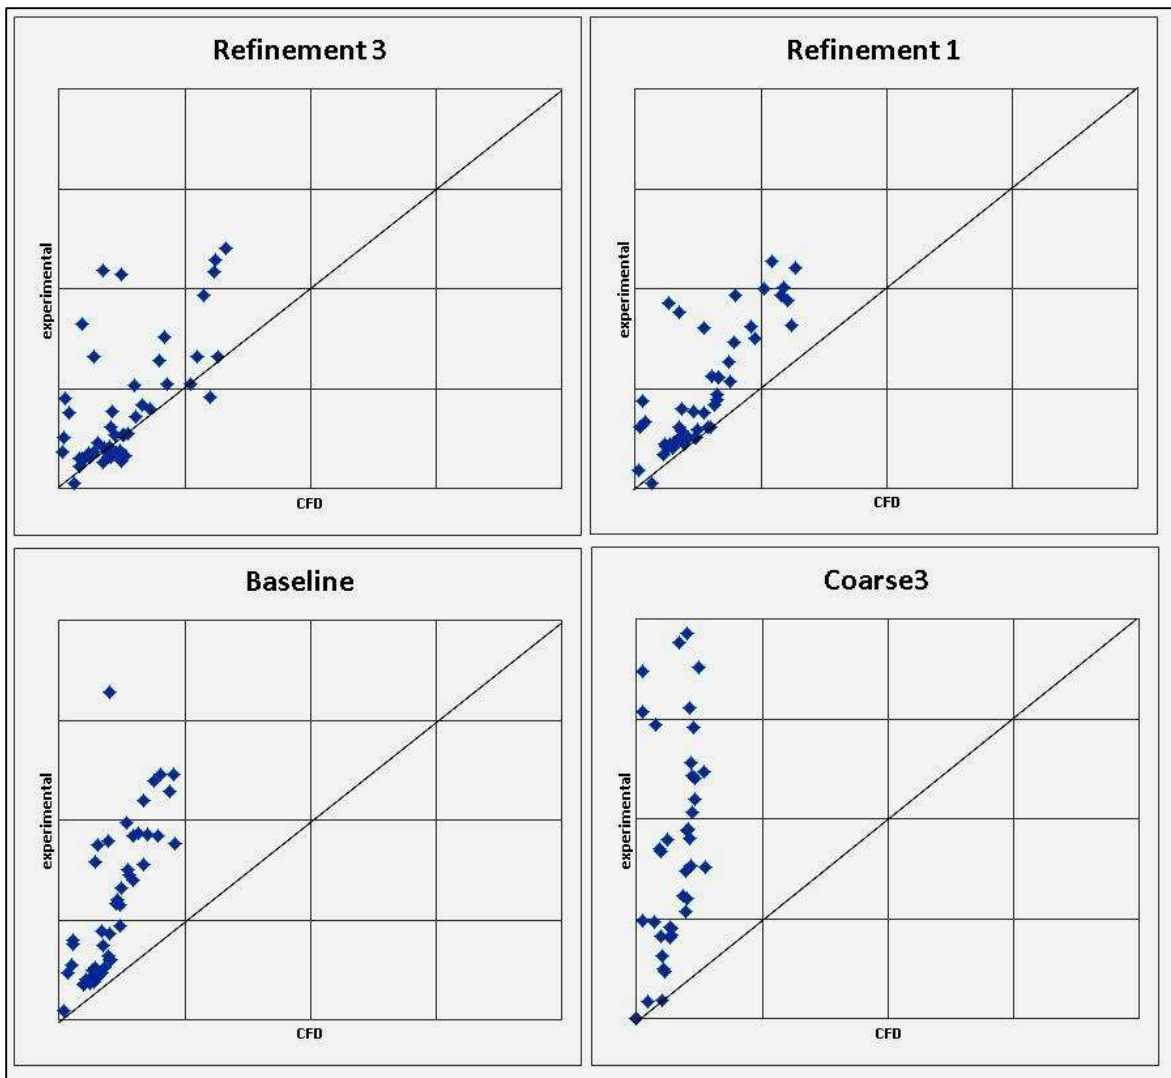 Refinement 3
experimental
CFD
Refinement 1
experimental
CFD
Baseline
experimental
CFD
Coarse3
experimental
CFD